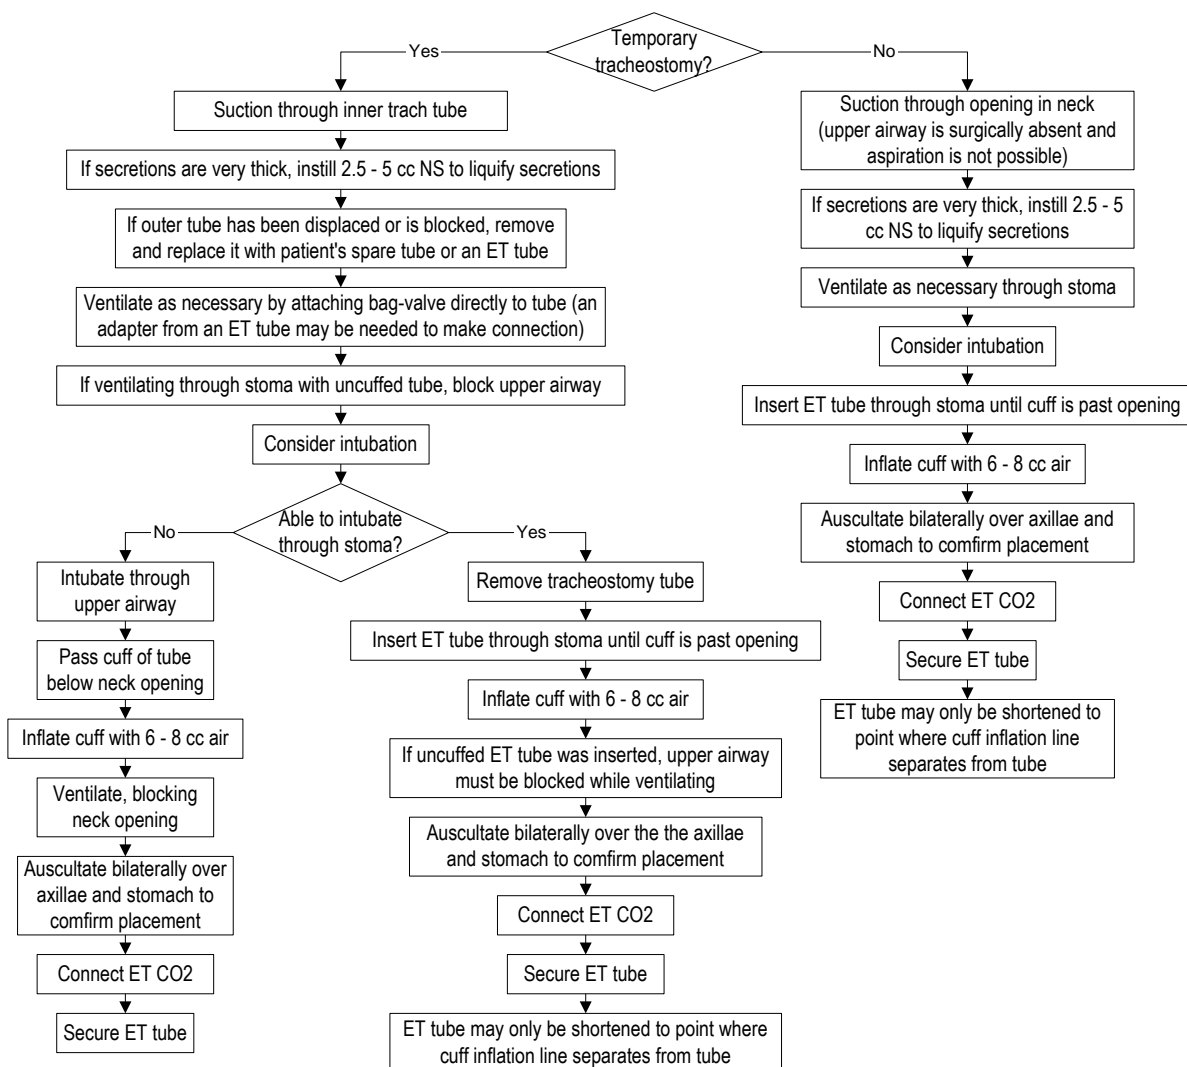 Temporary
tracheostomy?
Yes
No
Suction through inner trach tube
If secretions are very thick, instill 2.5 - 5 cc NS to liquify secretions
If outer tube has been displaced or is blocked, remove
and replace it with patient's spare tube or an ET tube
Ventilate as necessary by attaching bag-valve directly to tube (an
adapter from an ET tube may be needed to make connection)
If ventilating through stoma with uncuffed tube, block upper airway
Consider intubation
Able to intubate
through stoma?
No
Yes
Intubate through
upper airway
Pass cuff of tube
below neck opening
Inflate cuff with 6 - 8 cc air
Ventilate, blocking
neck opening
Auscultate bilaterally over
axillae and stomach to
comfirm placement
Connect ET CO2
Secure ET tube
Remove tracheostomy tube
Insert ET tube through stoma until cuff is past opening
Inflate cuff with 6 - 8 cc air
If uncuffed ET tube was inserted, upper airway
must be blocked while ventilating
Auscultate bilaterally over the the axillae
and stomach to comfirm placement
Connect ET CO2
Secure ET tube
ET tube may only be shortened to point where
cuff inflation line separates from tube
Suction through opening in neck
(upper airway is surgically absent and
aspiration is not possible)
If secretions are very thick, instill 2.5 - 5
cc NS to liquify secretions
Ventilate as necessary through stoma
Consider intubation
Insert ET tube through stoma until cuff is past opening
Inflate cuff with 6 - 8 cc air
Auscultate bilaterally over axillae and
stomach to comfirm placement
Connect ET CO2
Secure ET tube
ET tube may only be shortened to
point where cuff inflation line
separates from tube